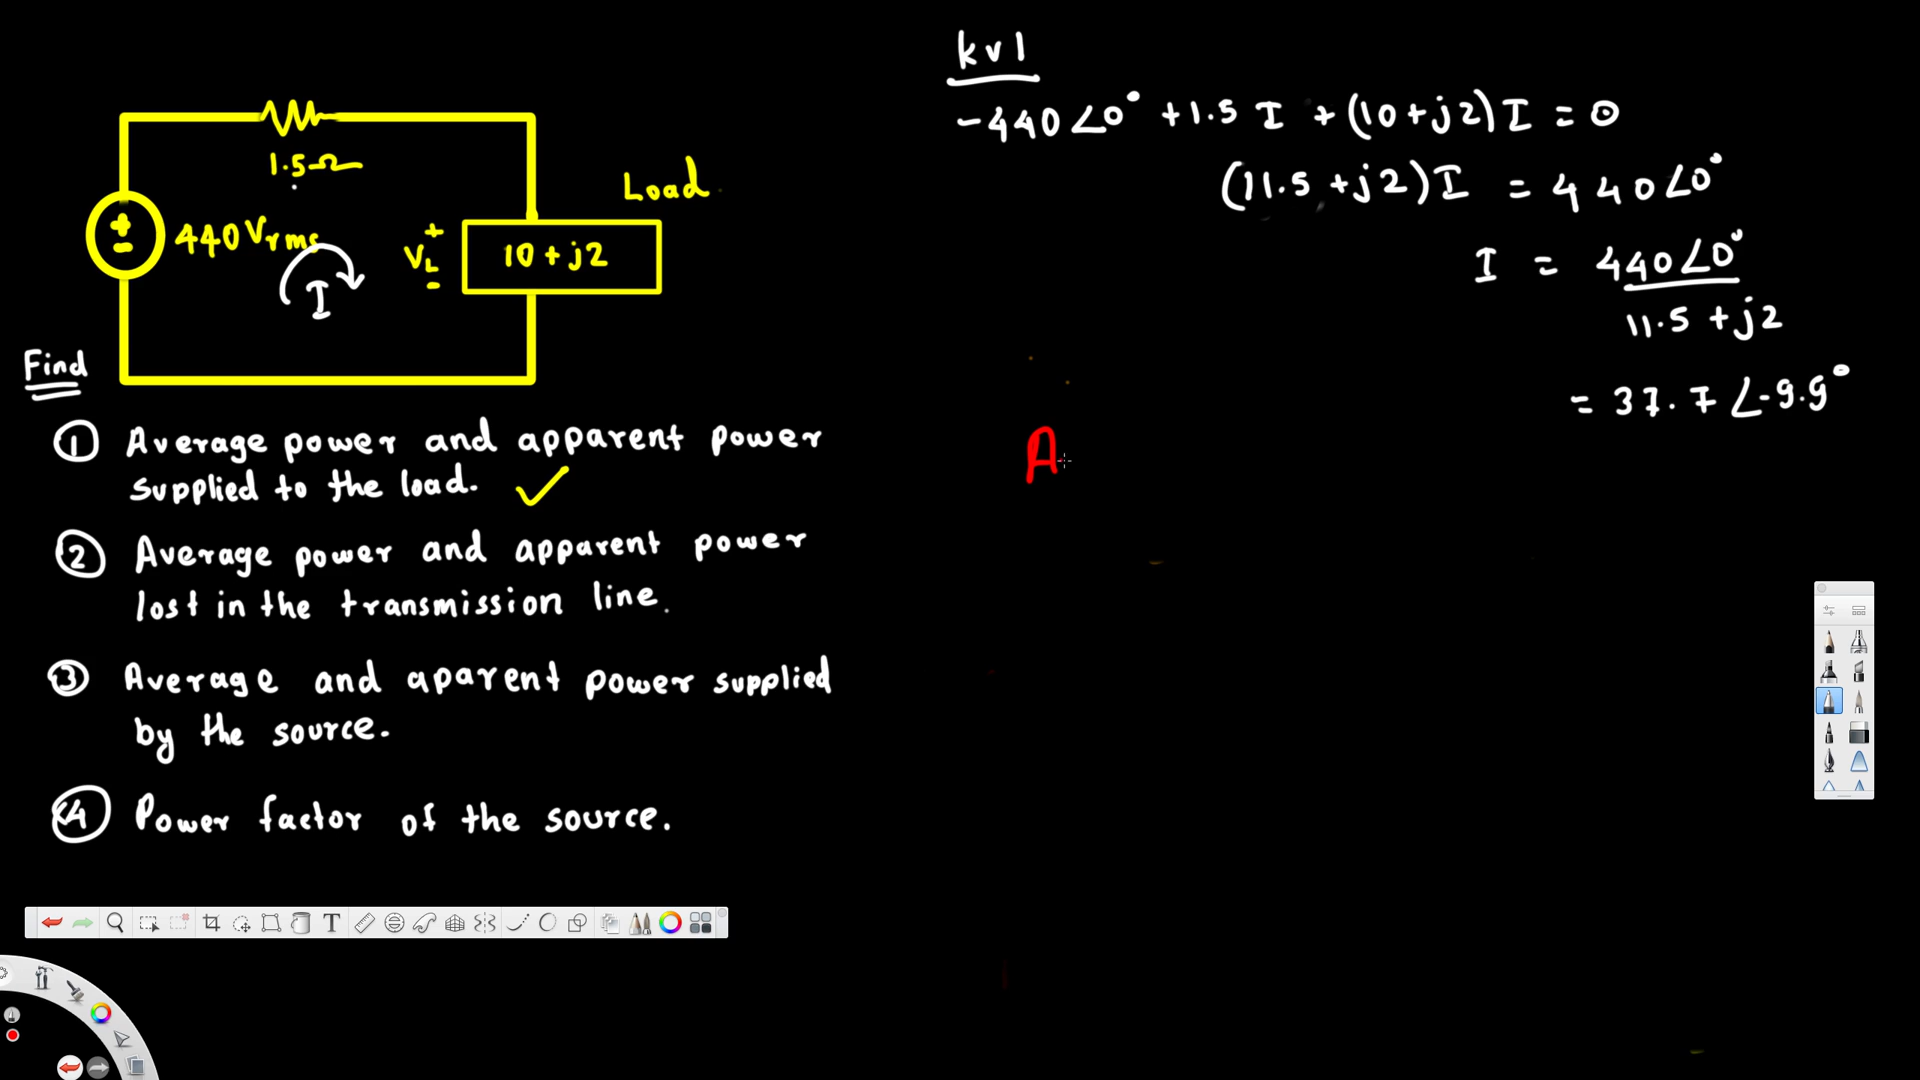 1.5Ω
Load
440 Vrms
I
+
VL
-
10 + j2
Find
① Average power and apparent power
supplied to the load. ✓
② Average power and apparent power
lost in the transmission line.
③ Average and aparent power supplied
by the source.
④ Power factor of the source.
kvl
-440∠0° + 1.5 I + (10+j2) I = 0
(11.5 + j2) I = 440∠0°
I = 440∠0°
11.5 + j2
= 37.7 ∠-9.9°
A
T